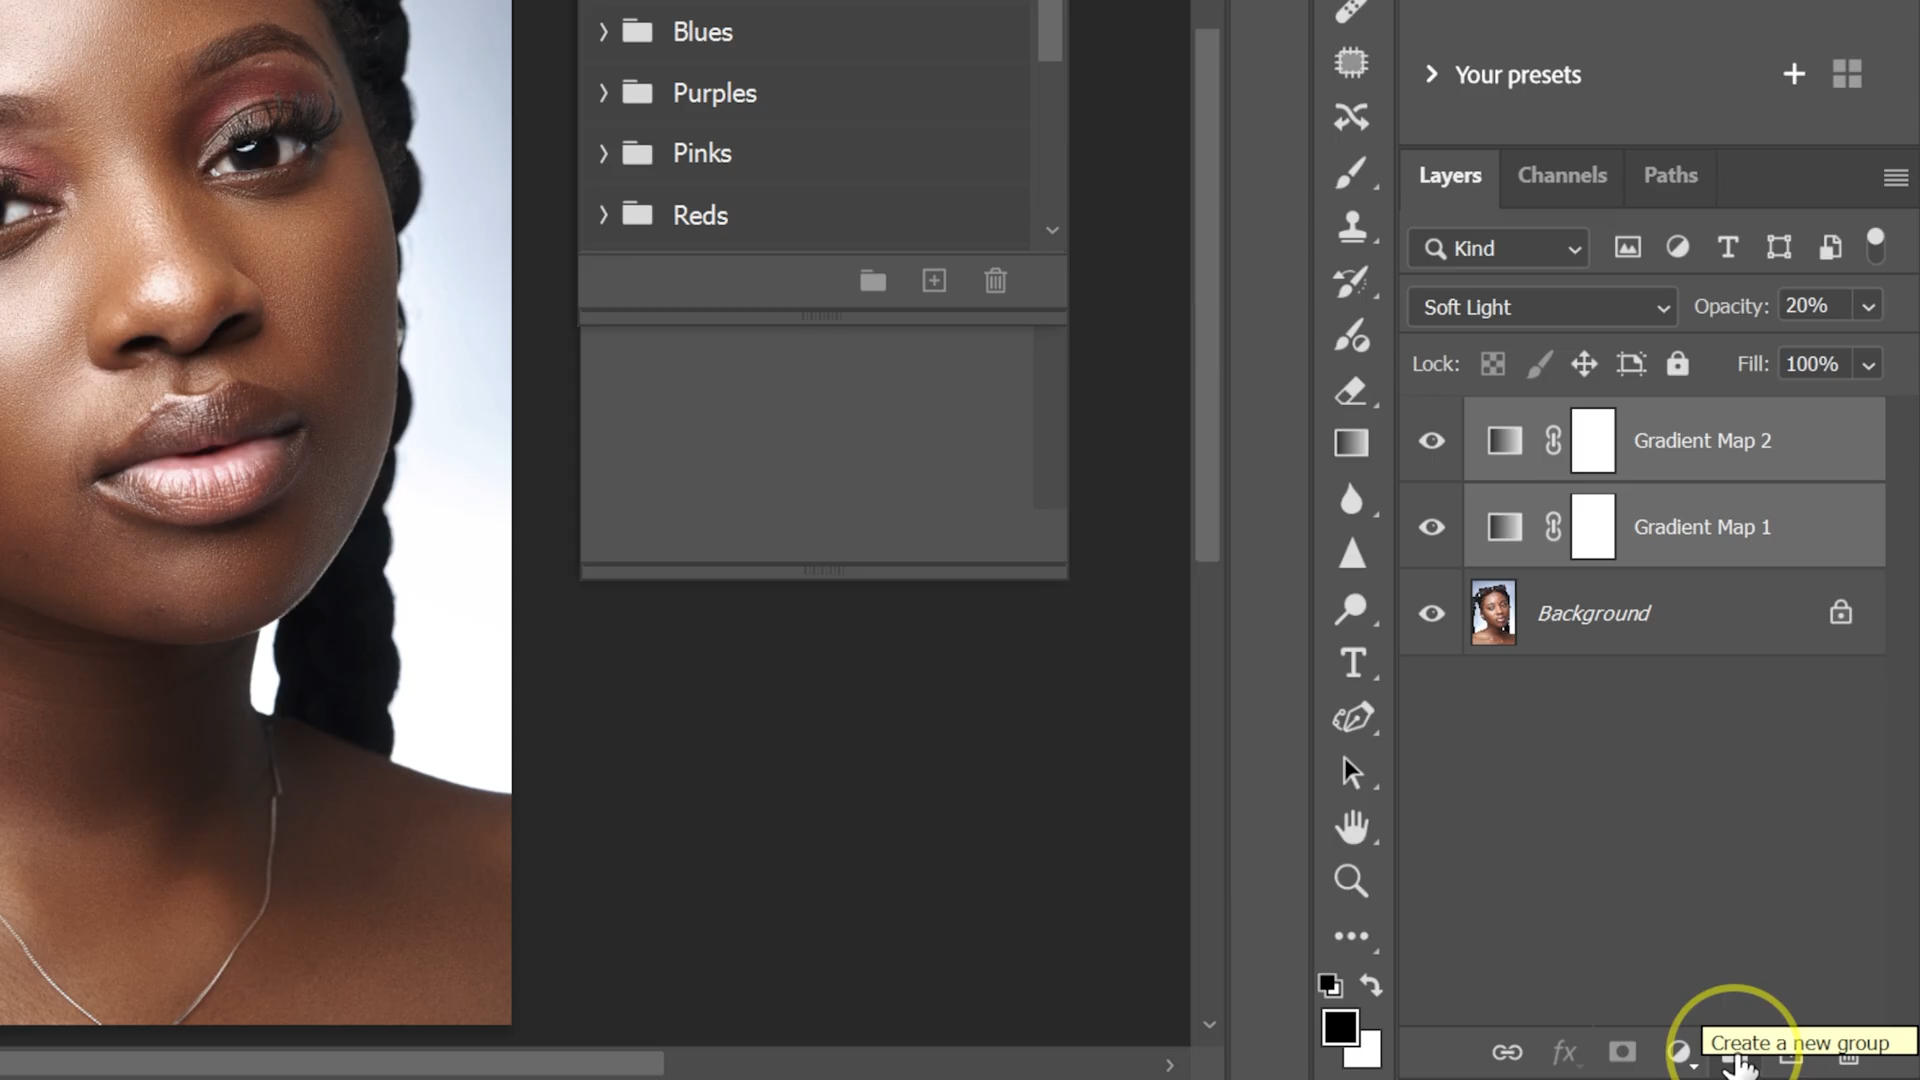 Blues
Purples
Pinks
Reds
Your presets
Layers
Channels
Paths
Kind
Soft Light
Opacity: 20%
Lock:
Fill: 100%
Gradient Map 2
Gradient Map 1
Background
fx
Create a new group